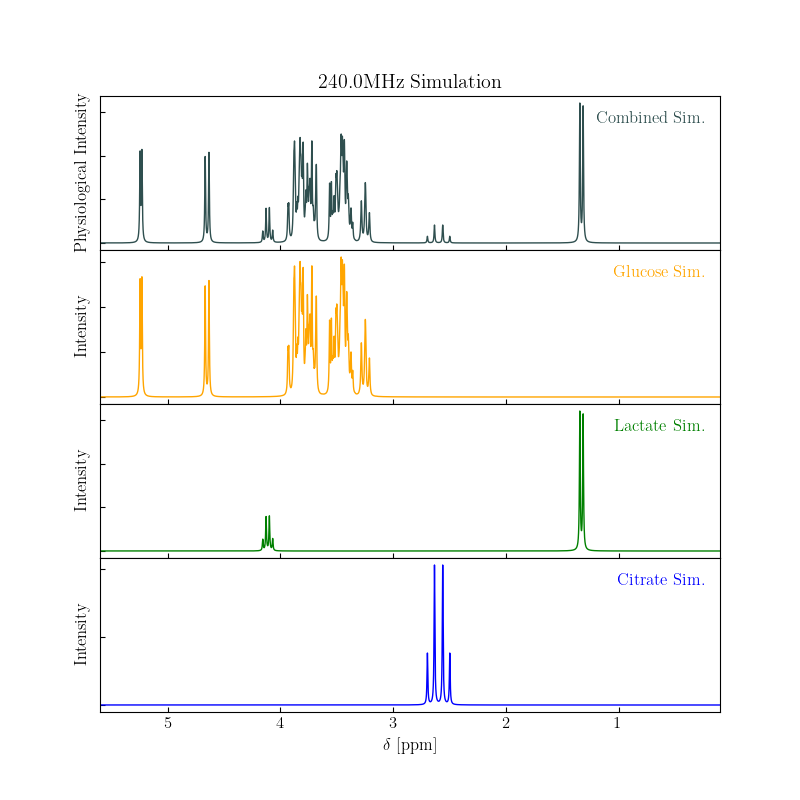 240.0MHz Simulation
Physiological Intensity
Combined Sim.
Intensity
Glucose Sim.
Intensity
Lactate Sim.
Intensity
Citrate Sim.
5 4 3 2 1
δ [ppm]